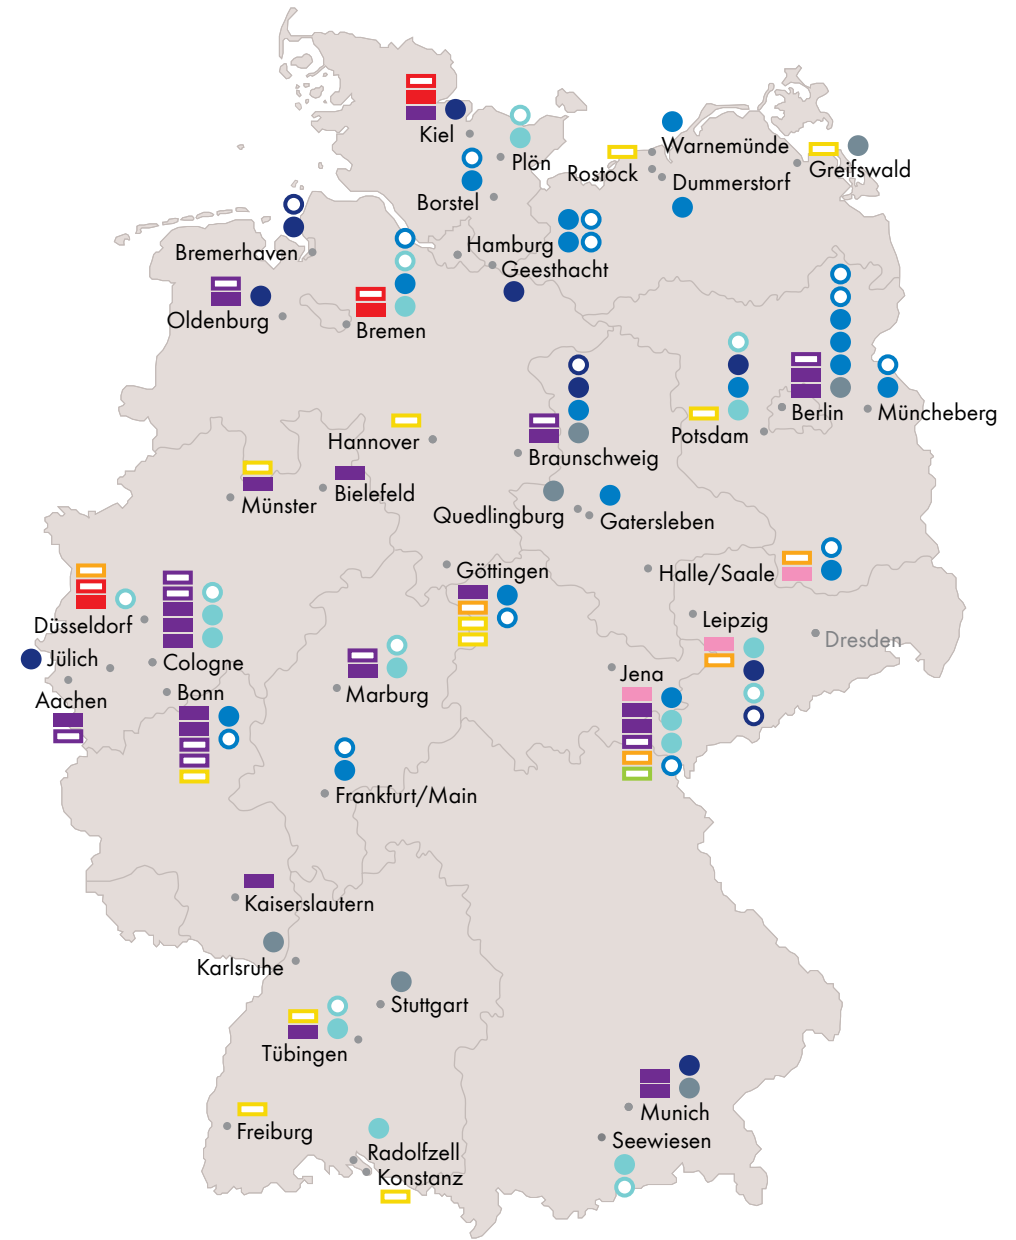 Kiel
Plön
Warnemünde
Rostock
Greifswald
Dummerstorf
Borstel
Bremerhaven
Hamburg
Geesthacht
Oldenburg
Bremen
Berlin
Müncheberg
Hannover
Potsdam
Braunschweig
Münster
Bielefeld
Quedlingburg
Gatersleben
Göttingen
Halle/Saale
Düsseldorf
Leipzig
Dresden
Jülich
Cologne
Jena
Aachen
Bonn
Marburg
Frankfurt/Main
Kaiserslautern
Karlsruhe
Stuttgart
Tübingen
Munich
Freiburg
Seewiesen
Radolfzell
Konstanz